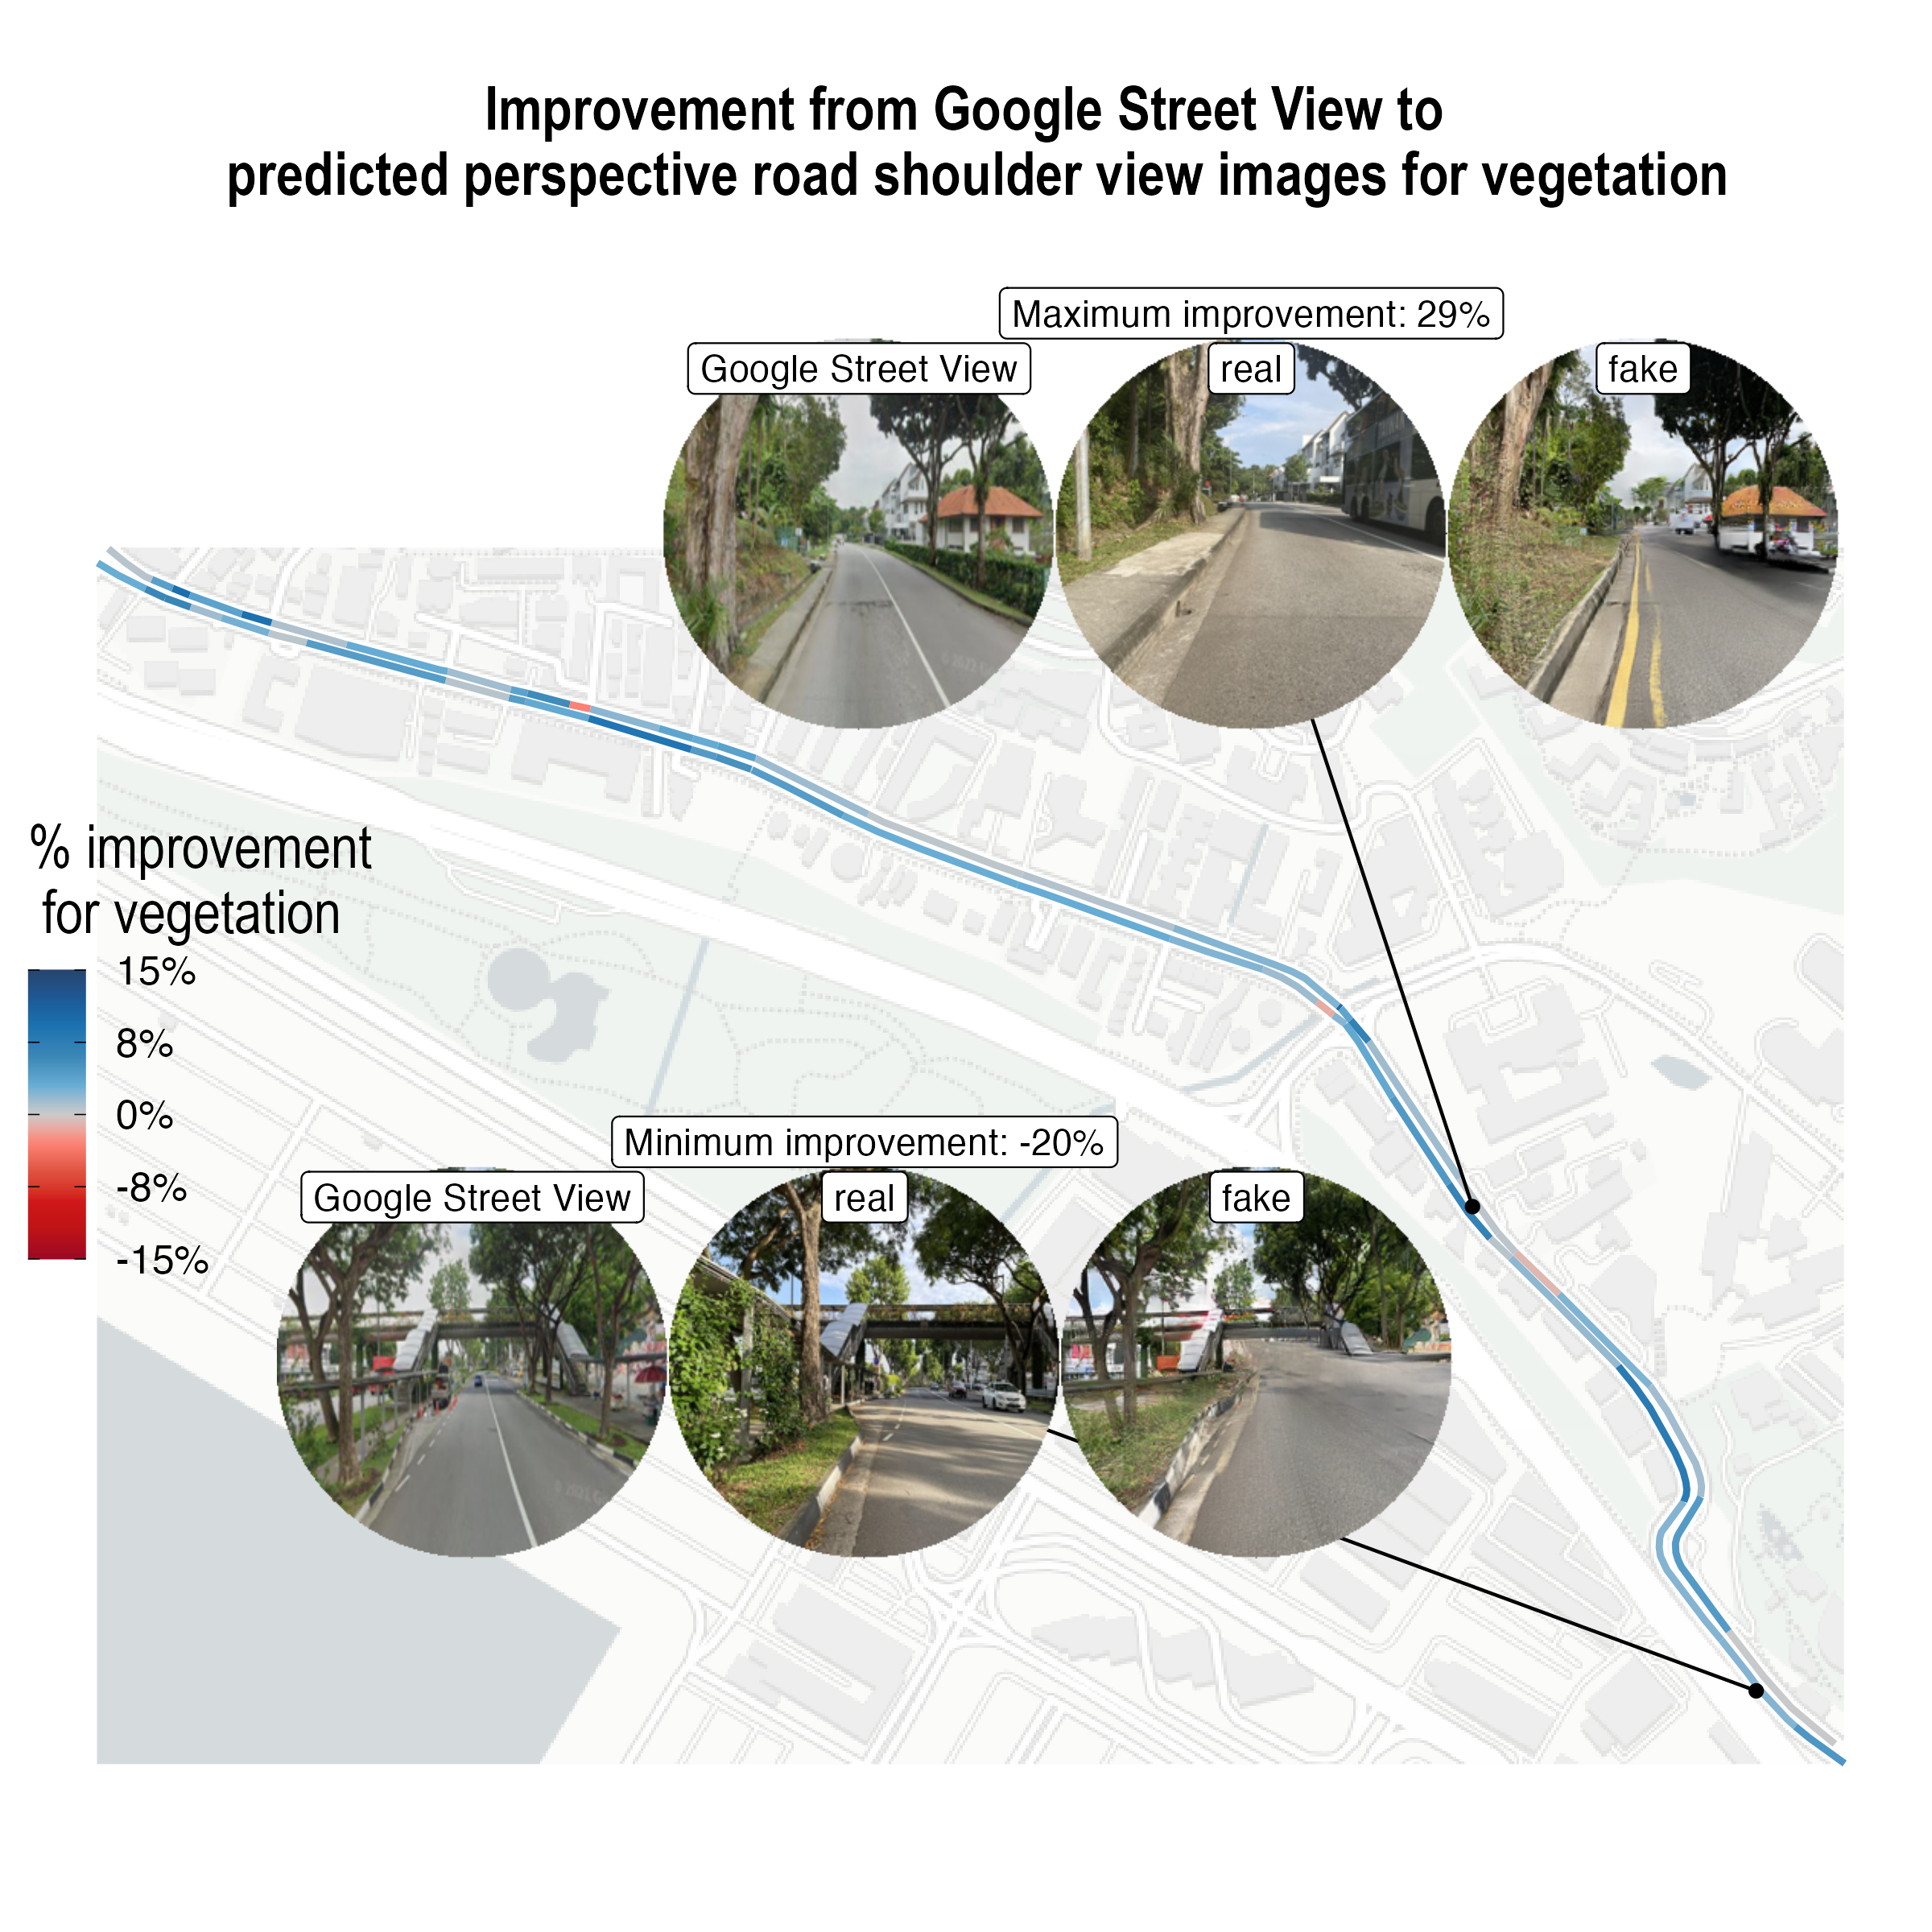 Improvement from Google Street View to
predicted perspective road shoulder view images for vegetation
Maximum improvement: 29%
Google Street View
real
fake
% improvement
for vegetation
15%
8%
0%
-8%
-15%
Minimum improvement: -20%
Google Street View
real
fake